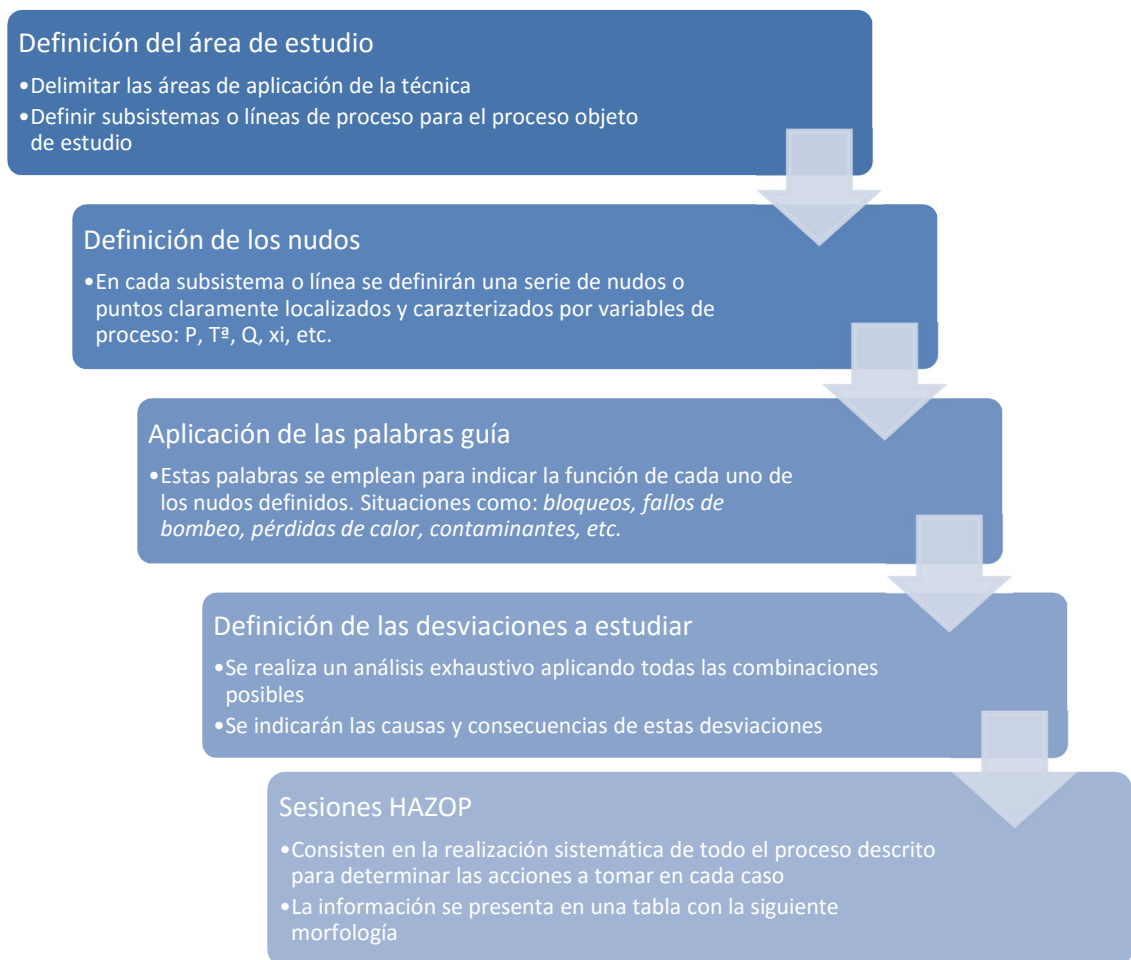 Definición del área de estudio
•Delimitar las áreas de aplicación de la técnica
•Definir subsistemas o líneas de proceso para el proceso objeto
de estudio
Definición de los nudos
•En cada subsistema o línea se definirán una serie de nudos o
puntos claramente localizados y carazterizados por variables de
proceso: P, Tª, Q, xi, etc.
Aplicación de las palabras guía
•Estas palabras se emplean para indicar la función de cada uno de
los nudos definidos. Situaciones como: bloqueos, fallos de
bombeo, pérdidas de calor, contaminantes, etc.
Definición de las desviaciones a estudiar
•Se realiza un análisis exhaustivo aplicando todas las combinaciones
posibles
•Se indicarán las causas y consecuencias de estas desviaciones
Sesiones HAZOP
•Consisten en la realización sistemática de todo el proceso descrito
para determinar las acciones a tomar en cada caso
•La información se presenta en una tabla con la siguiente
morfología